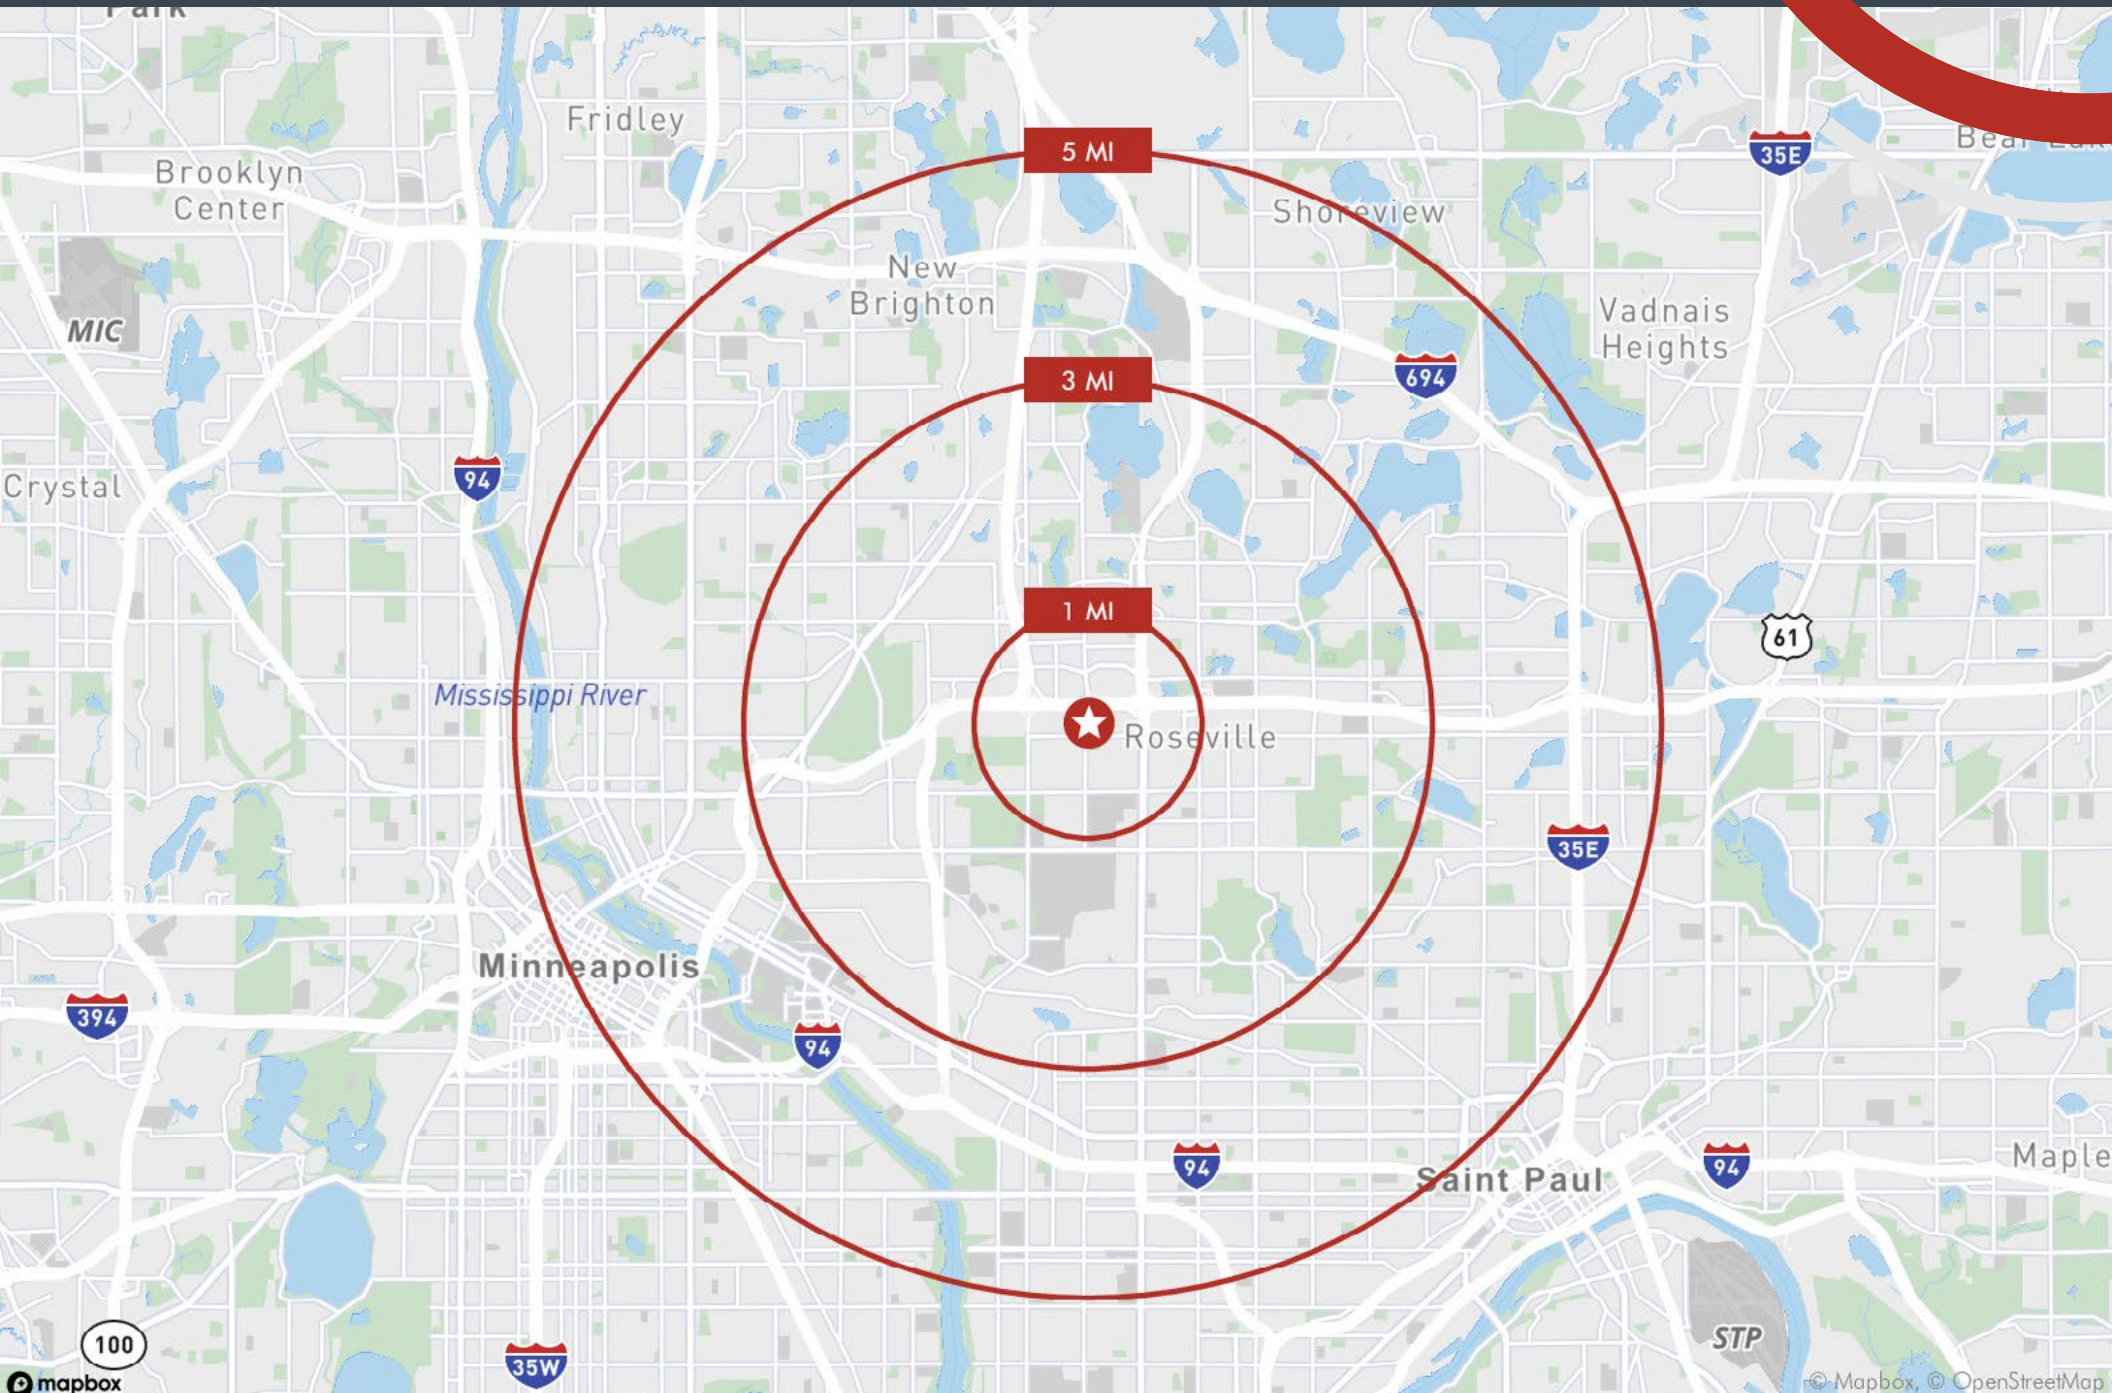 Park
Fridley
5 MI
35E
Brooklyn
Center
Shoreview
New
Brighton
Vadnais
Heights
MIC
3 MI
694
94
Crystal
1 MI
61
Mississippi River
Roseville
35E
Minneapolis
394
94
94
94
Maple
Saint Paul
100
35W
STP
mapbox
© Mapbox, © OpenStreetMap